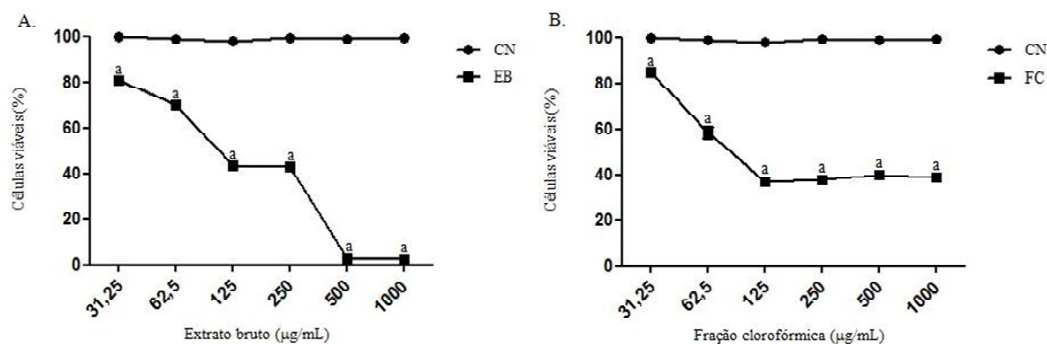 A.
100
80
60
40
20
0
Células viáveis(%)
a
a
a
a
a
a
CN
EB
31,25
62,5
125
250
500
1000
Extrato bruto (µg/mL)
B.
100
80
60
40
20
0
Células viáveis(%)
a
a
a
a
a
a
CN
FC
31,25
62,5
125
250
500
1000
Fração clorofórmica (µg/mL)